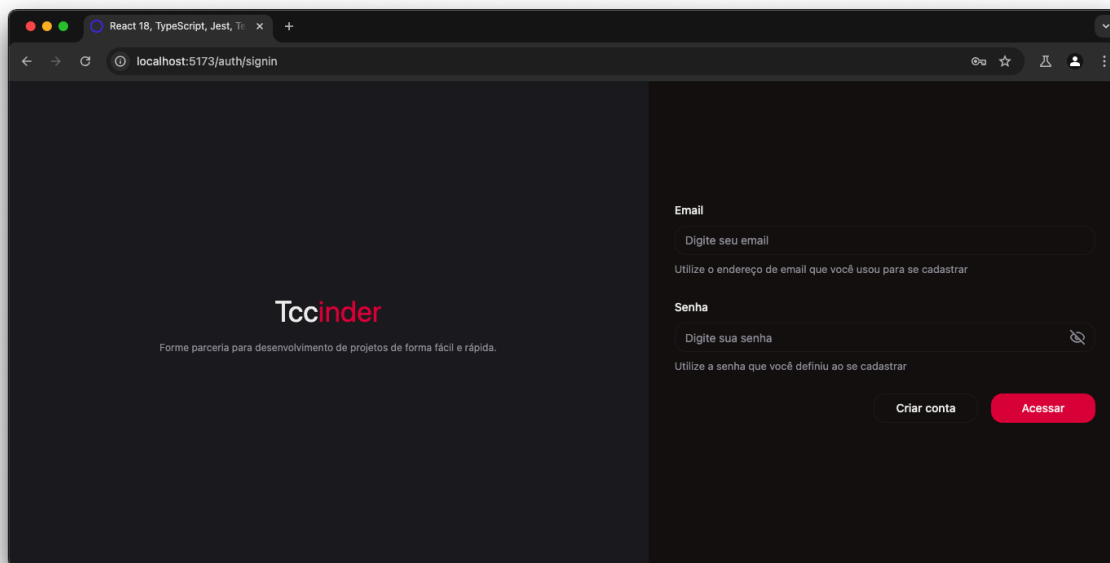 React 18, TypeScript, Jest, Te
localhost:5173/auth/signin
Tccinder
Forme parceria para desenvolvimento de projetos de forma fácil e rápida.
Email
Digite seu email
Utilize o endereço de email que você usou para se cadastrar
Senha
Digite sua senha
Utilize a senha que você definiu ao se cadastrar
Criar conta Acessar